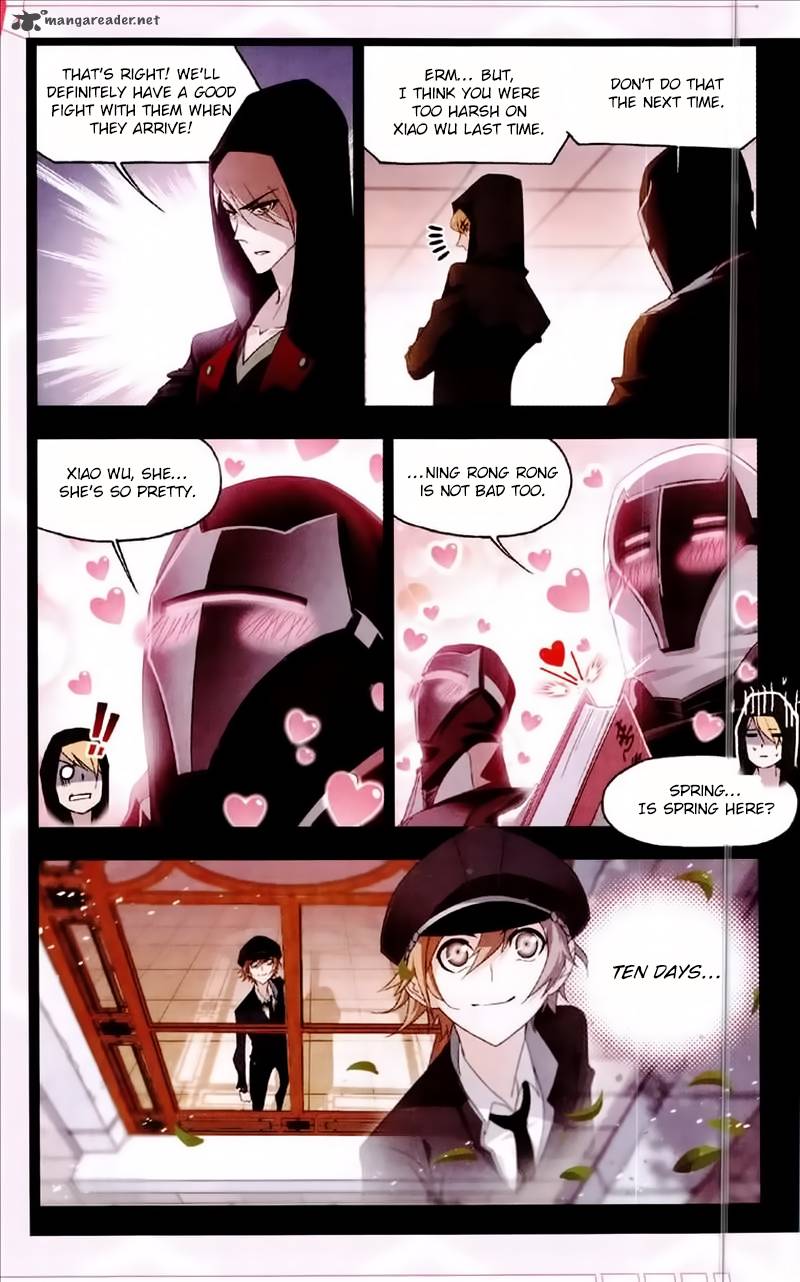 mangareader.net
THAT'S RIGHT! WE'LL
DEFINITELY HAVE A GOOD
FIGHT WITH THEM WHEN
THEY ARRIVE!
ERM... BUT,
I THINK YOU WERE
TOO HARSH ON
XIAO WU LAST TIME.
DON'T DO THAT
THE NEXT TIME.
XIAO WU, SHE...
SHE'S SO PRETTY.
!!
...NING RONG RONG
IS NOT BAD TOO.
SPRING...
IS SPRING HERE?
TEN DAYS...